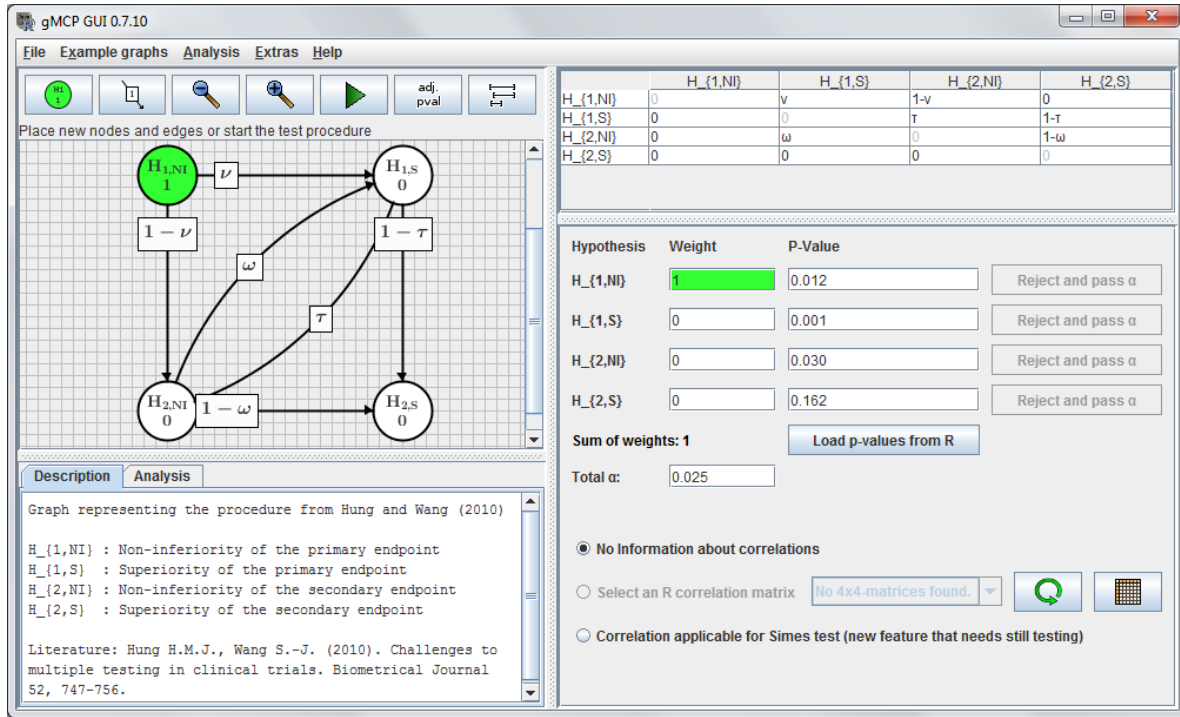 gMCP GUI 0.7.10
File Example graphs Analysis Extras Help
H1
1
1
adj.
pval
Place new nodes and edges or start the test procedure
H1,NI
1
ν
H1,S
0
1 − ν
1 − τ
ω
τ
H2,NI
0
1 − ω
H2,S
0
Description Analysis
Graph representing the procedure from Hung and Wang (2010)
H_{1,NI} : Non-inferiority of the primary endpoint
H_{1,S} : Superiority of the primary endpoint
H_{2,NI} : Non-inferiority of the secondary endpoint
H_{2,S} : Superiority of the secondary endpoint
Literature: Hung H.M.J., Wang S.-J. (2010). Challenges to
multiple testing in clinical trials. Biometrical Journal
52, 747-756.
H_{1,NI} H_{1,S} H_{2,NI} H_{2,S}
H_{1,NI} 0 ν 1-ν 0
H_{1,S} 0 0 τ 1-τ
H_{2,NI} 0 ω 0 1-ω
H_{2,S} 0 0 0 0
Hypothesis Weight P-Value
H_{1,NI} 1 0.012 Reject and pass α
H_{1,S} 0 0.001 Reject and pass α
H_{2,NI} 0 0.030 Reject and pass α
H_{2,S} 0 0.162 Reject and pass α
Sum of weights: 1 Load p-values from R
Total α: 0.025
No Information about correlations
Select an R correlation matrix No 4x4-matrices found.
Correlation applicable for Simes test (new feature that needs still testing)